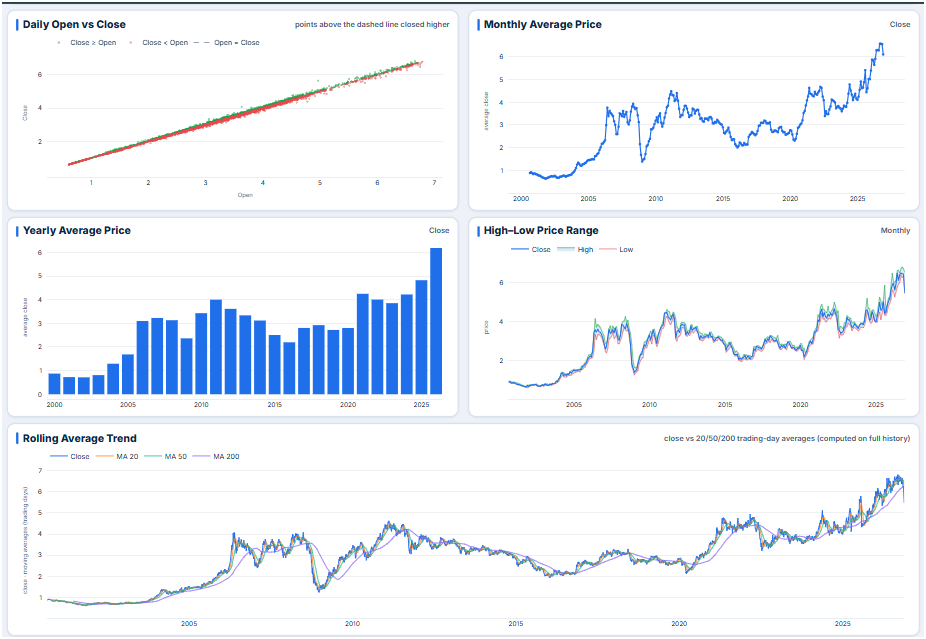 Daily Open vs Close
points above the dashed line closed higher
Close ≥ Open
Close < Open
Open = Close
Close
6
4
2
1
2
3
4
5
6
7
Open
Monthly Average Price
Close
average close
6
5
4
3
2
1
2000
2005
2010
2015
2020
2025
Yearly Average Price
Close
average close
6
5
4
3
2
1
0
2000
2005
2010
2015
2020
2025
High–Low Price Range
Monthly
Close
High
Low
price
6
4
2
2005
2010
2015
2020
2025
Rolling Average Trend
close vs 20/50/200 trading-day averages (computed on full history)
Close
MA 20
MA 50
MA 200
close · moving averages (trading days)
7
6
5
4
3
2
1
2005
2010
2015
2020
2025